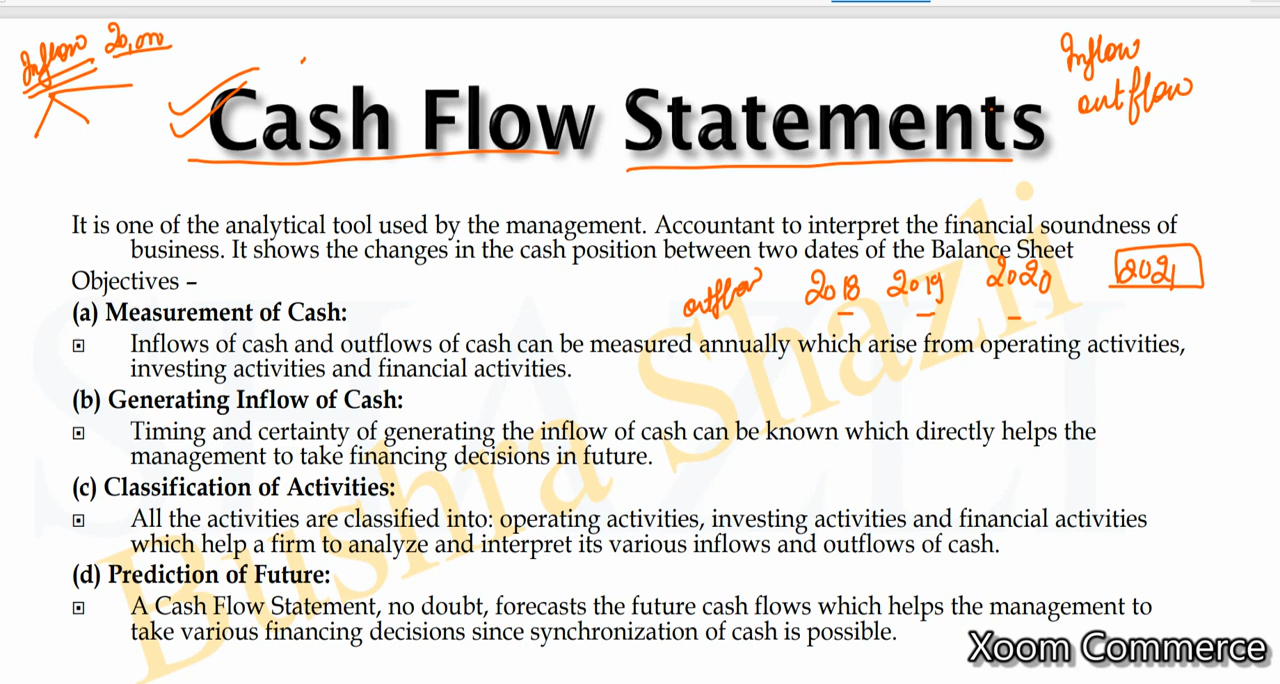 Inflow 20,000
Inflow
outflow
Cash Flow Statements
It is one of the analytical tool used by the management. Accountant to interpret the financial soundness of
business. It shows the changes in the cash position between two dates of the Balance Sheet
Objectives –
outflow 2018 2019 2020 2021
(a) Measurement of Cash:
Inflows of cash and outflows of cash can be measured annually which arise from operating activities,
investing activities and financial activities.
(b) Generating Inflow of Cash:
Timing and certainty of generating the inflow of cash can be known which directly helps the
management to take financing decisions in future.
(c) Classification of Activities:
All the activities are classified into: operating activities, investing activities and financial activities
which help a firm to analyze and interpret its various inflows and outflows of cash.
(d) Prediction of Future:
A Cash Flow Statement, no doubt, forecasts the future cash flows which helps the management to
take various financing decisions since synchronization of cash is possible.
Bushra Shazli
SHAZLI
Xoom Commerce